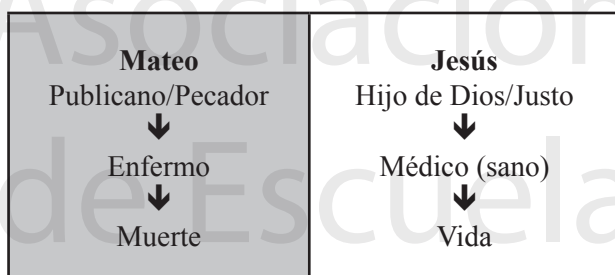 Asociación
de Escuela
Mateo
Publicano/Pecador
🡫
Enfermo
🡫
Muerte
Jesús
Hijo de Dios/Justo
🡫
Médico (sano)
🡫
Vida